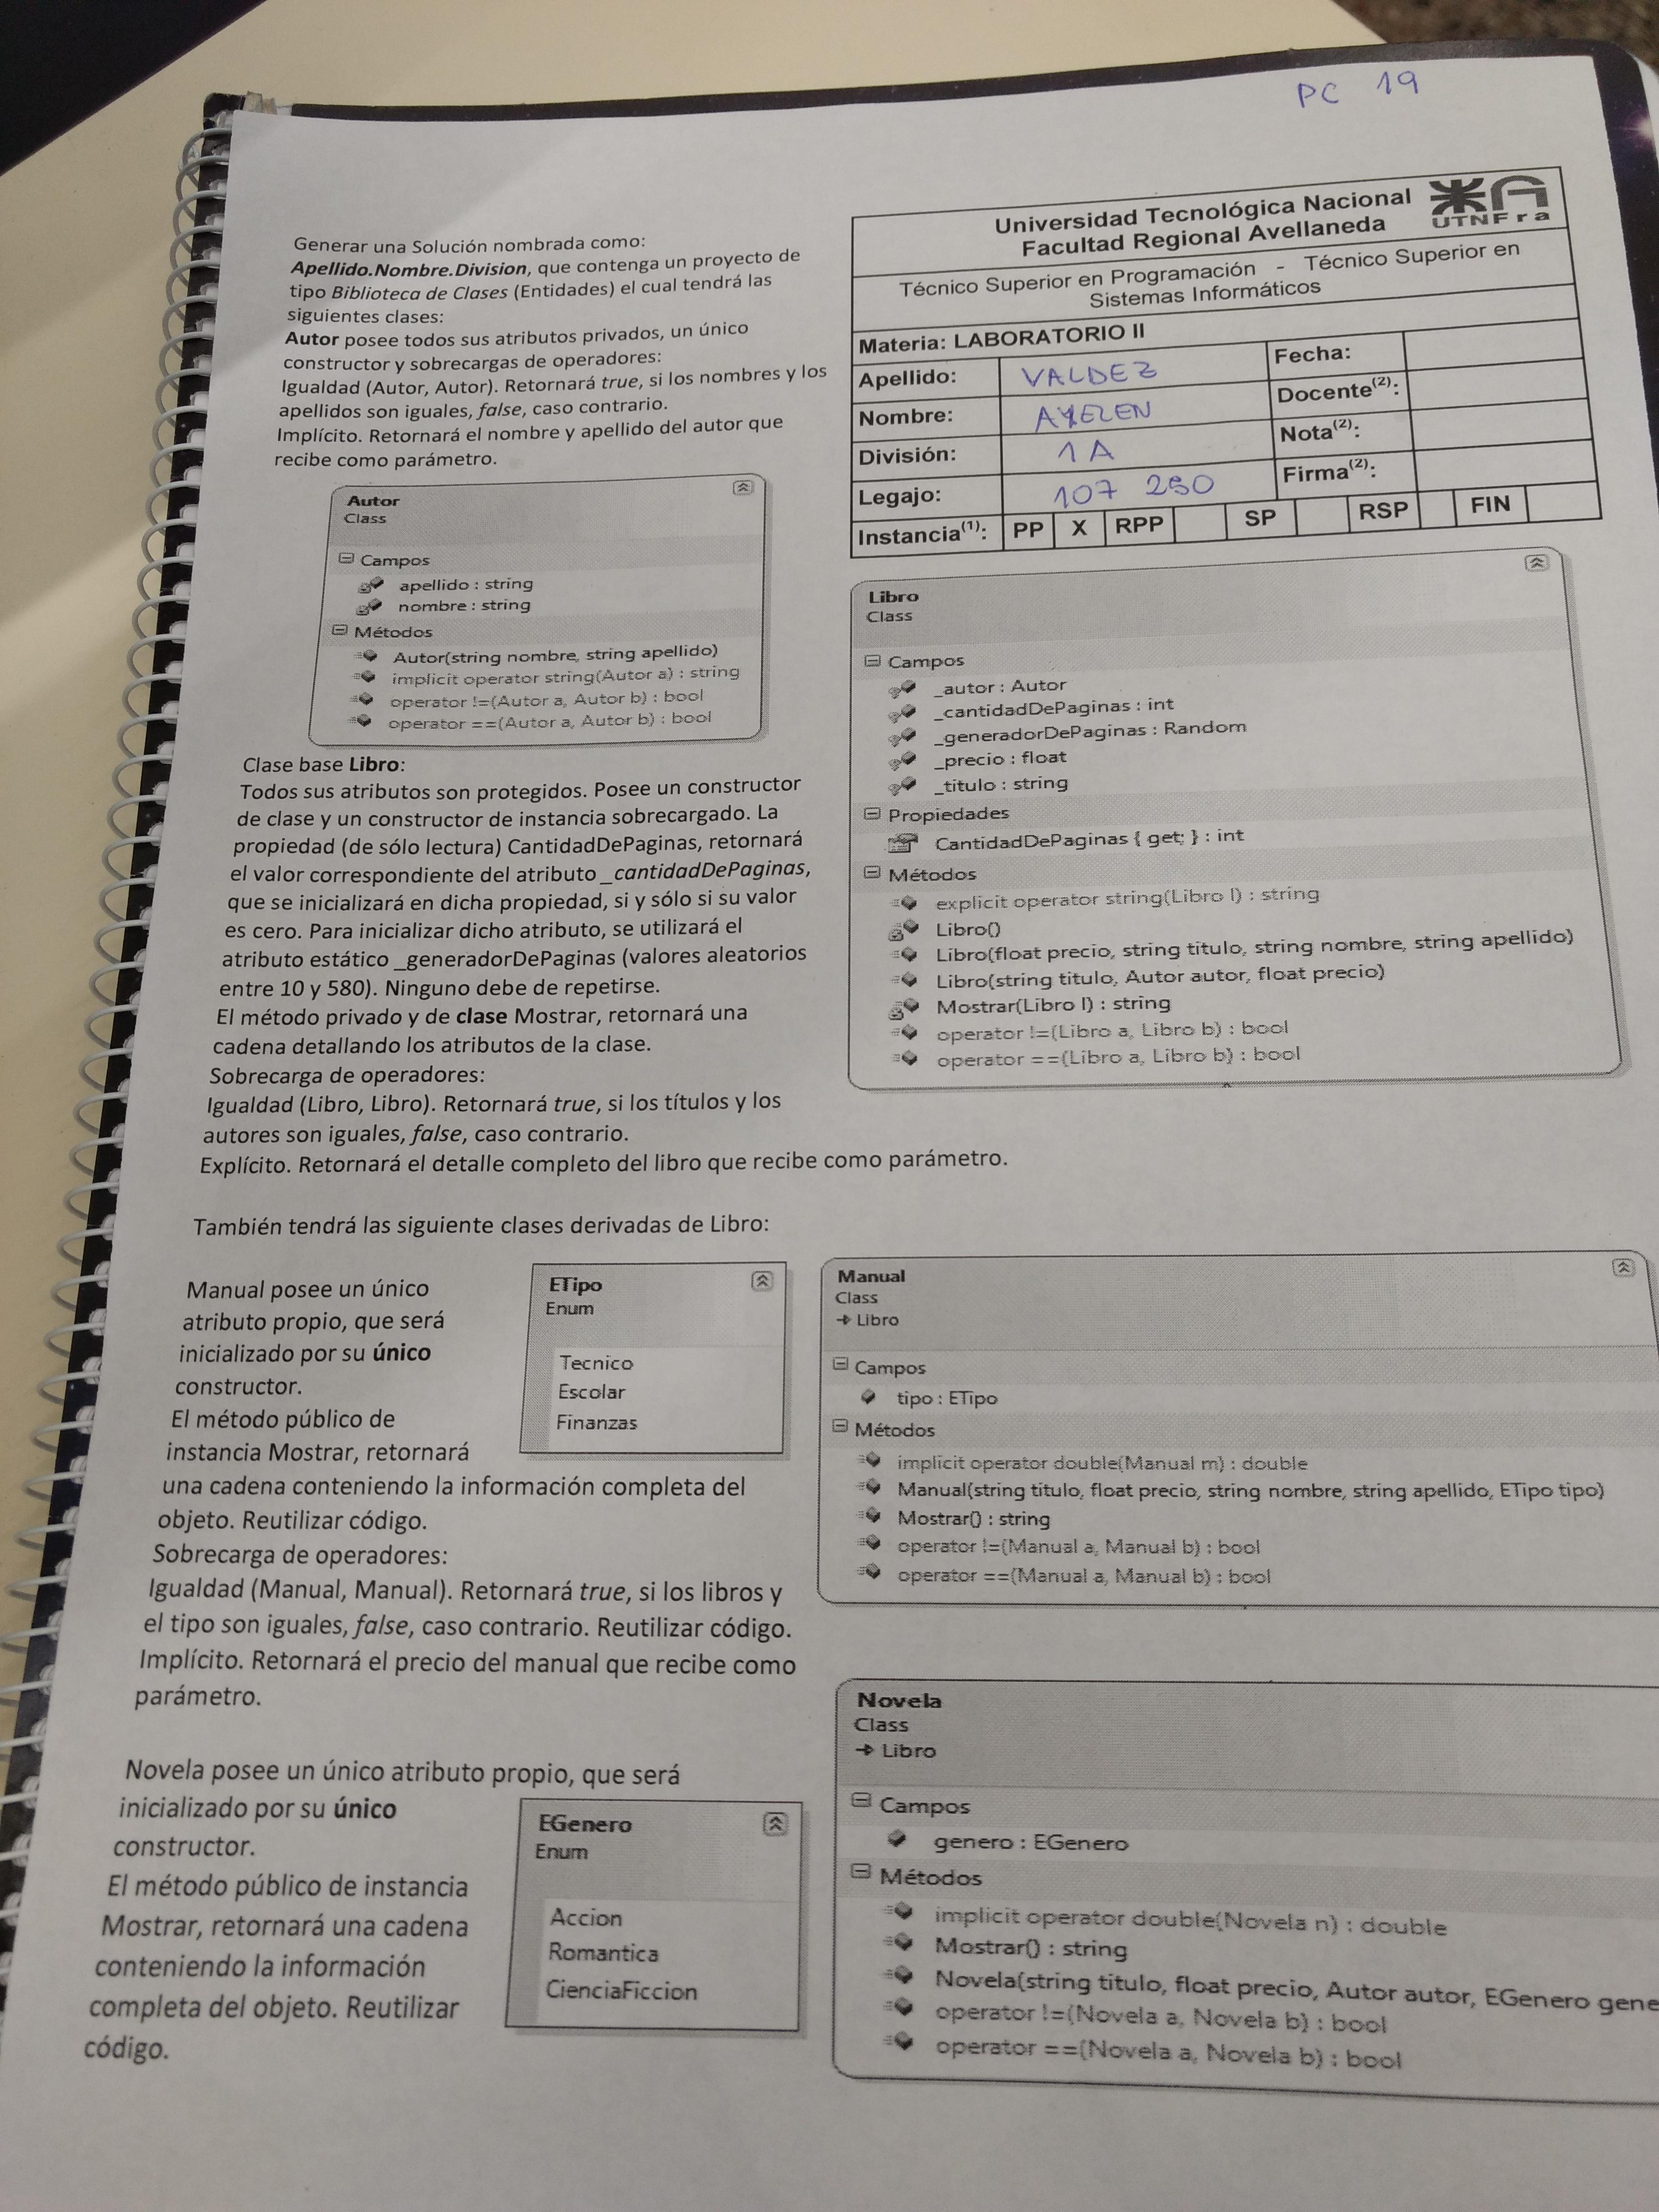 PC 19
Generar una Solución nombrada como:
Apellido.Nombre.Division, que contenga un proyecto de
tipo Biblioteca de Clases (Entidades) el cual tendrá las
siguientes clases:
Autor posee todos sus atributos privados, un único
constructor y sobrecargas de operadores:
Igualdad (Autor, Autor). Retornará true, si los nombres y los
apellidos son iguales, false, caso contrario.
Implícito. Retornará el nombre y apellido del autor que
recibe como parámetro.
Universidad Tecnológica Nacional
Facultad Regional Avellaneda
UTNFra
Técnico Superior en Programación - Técnico Superior en
Sistemas Informáticos
Materia: LABORATORIO II
Apellido: VALDEZ Fecha:
Nombre: AYELEN Docente(2):
División: 1A Nota(2):
Legajo: 107 250 Firma(2):
Instancia(1): PP X RPP SP RSP FIN
Autor
Class
Campos
apellido : string
nombre : string
Métodos
Autor(string nombre, string apellido)
implicit operator string(Autor a) : string
operator !=(Autor a, Autor b) : bool
operator ==(Autor a, Autor b) : bool
Libro
Class
Campos
_autor : Autor
_cantidadDePaginas : int
_generadorDePaginas : Random
_precio : float
_titulo : string
Propiedades
CantidadDePaginas { get; } : int
Métodos
explicit operator string(Libro l) : string
Libro()
Libro(float precio, string titulo, string nombre, string apellido)
Libro(string titulo, Autor autor, float precio)
Mostrar(Libro l) : string
operator !=(Libro a, Libro b) : bool
operator ==(Libro a, Libro b) : bool
Clase base Libro:
Todos sus atributos son protegidos. Posee un constructor
de clase y un constructor de instancia sobrecargado. La
propiedad (de sólo lectura) CantidadDePaginas, retornará
el valor correspondiente del atributo _cantidadDePaginas,
que se inicializará en dicha propiedad, si y sólo si su valor
es cero. Para inicializar dicho atributo, se utilizará el
atributo estático _generadorDePaginas (valores aleatorios
entre 10 y 580). Ninguno debe de repetirse.
El método privado y de clase Mostrar, retornará una
cadena detallando los atributos de la clase.
Sobrecarga de operadores:
Igualdad (Libro, Libro). Retornará true, si los títulos y los
autores son iguales, false, caso contrario.
Explícito. Retornará el detalle completo del libro que recibe como parámetro.
También tendrá las siguiente clases derivadas de Libro:
Manual posee un único
atributo propio, que será
inicializado por su único
constructor.
El método público de
instancia Mostrar, retornará
una cadena conteniendo la información completa del
objeto. Reutilizar código.
Sobrecarga de operadores:
Igualdad (Manual, Manual). Retornará true, si los libros y
el tipo son iguales, false, caso contrario. Reutilizar código.
Implícito. Retornará el precio del manual que recibe como
parámetro.
ETipo
Enum
Tecnico
Escolar
Finanzas
Manual
Class
Libro
Campos
tipo : ETipo
Métodos
implicit operator double(Manual m) : double
Manual(string titulo, float precio, string nombre, string apellido, ETipo tipo)
Mostrar() : string
operator !=(Manual a, Manual b) : bool
operator ==(Manual a, Manual b) : bool
Novela posee un único atributo propio, que será
inicializado por su único
constructor.
El método público de instancia
Mostrar, retornará una cadena
conteniendo la información
completa del objeto. Reutilizar
código.
EGenero
Enum
Accion
Romantica
CienciaFiccion
Novela
Class
Libro
Campos
genero : EGenero
Métodos
implicit operator double(Novela n) : double
Mostrar() : string
Novela(string titulo, float precio, Autor autor, EGenero gene
operator !=(Novela a, Novela b) : bool
operator ==(Novela a, Novela b) : bool